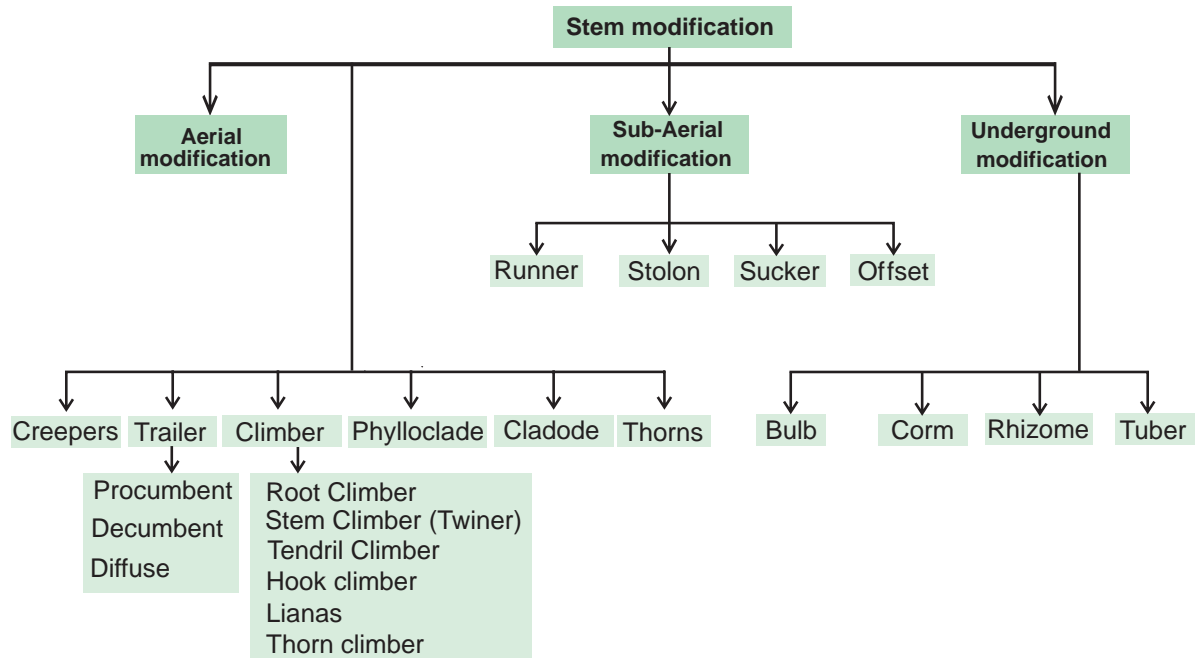 Stem modification
Aerial
modification
Sub-Aerial
modification
Underground
modification
Runner
Stolon
Sucker
Offset
Creepers
Trailer
Climber
Phylloclade
Cladode
Thorns
Bulb
Corm
Rhizome
Tuber
Procumbent
Decumbent
Diffuse
Root Climber
Stem Climber (Twiner)
Tendril Climber
Hook climber
Lianas
Thorn climber